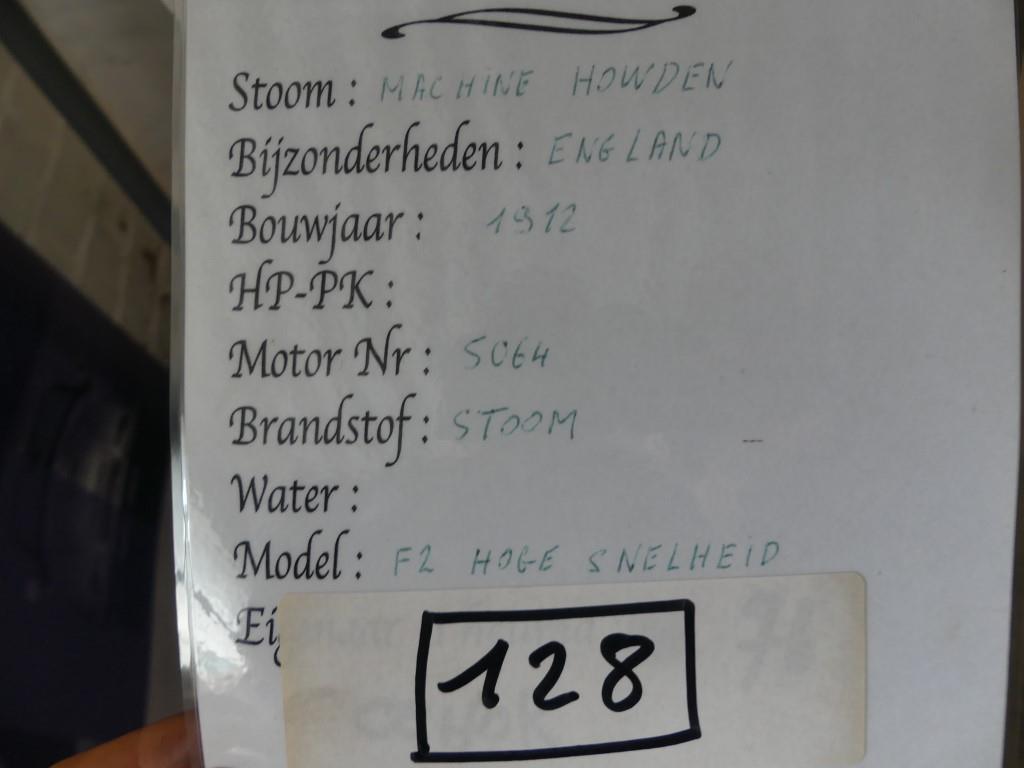 Stoom : MACHINE HOWDEN
Bijzonderheden : ENGLAND
Bouwjaar : 1912
HP-PK :
Motor Nr : 5064
Brandstof : STOOM
Water :
Model : F2 HOGE SNELHEID
128